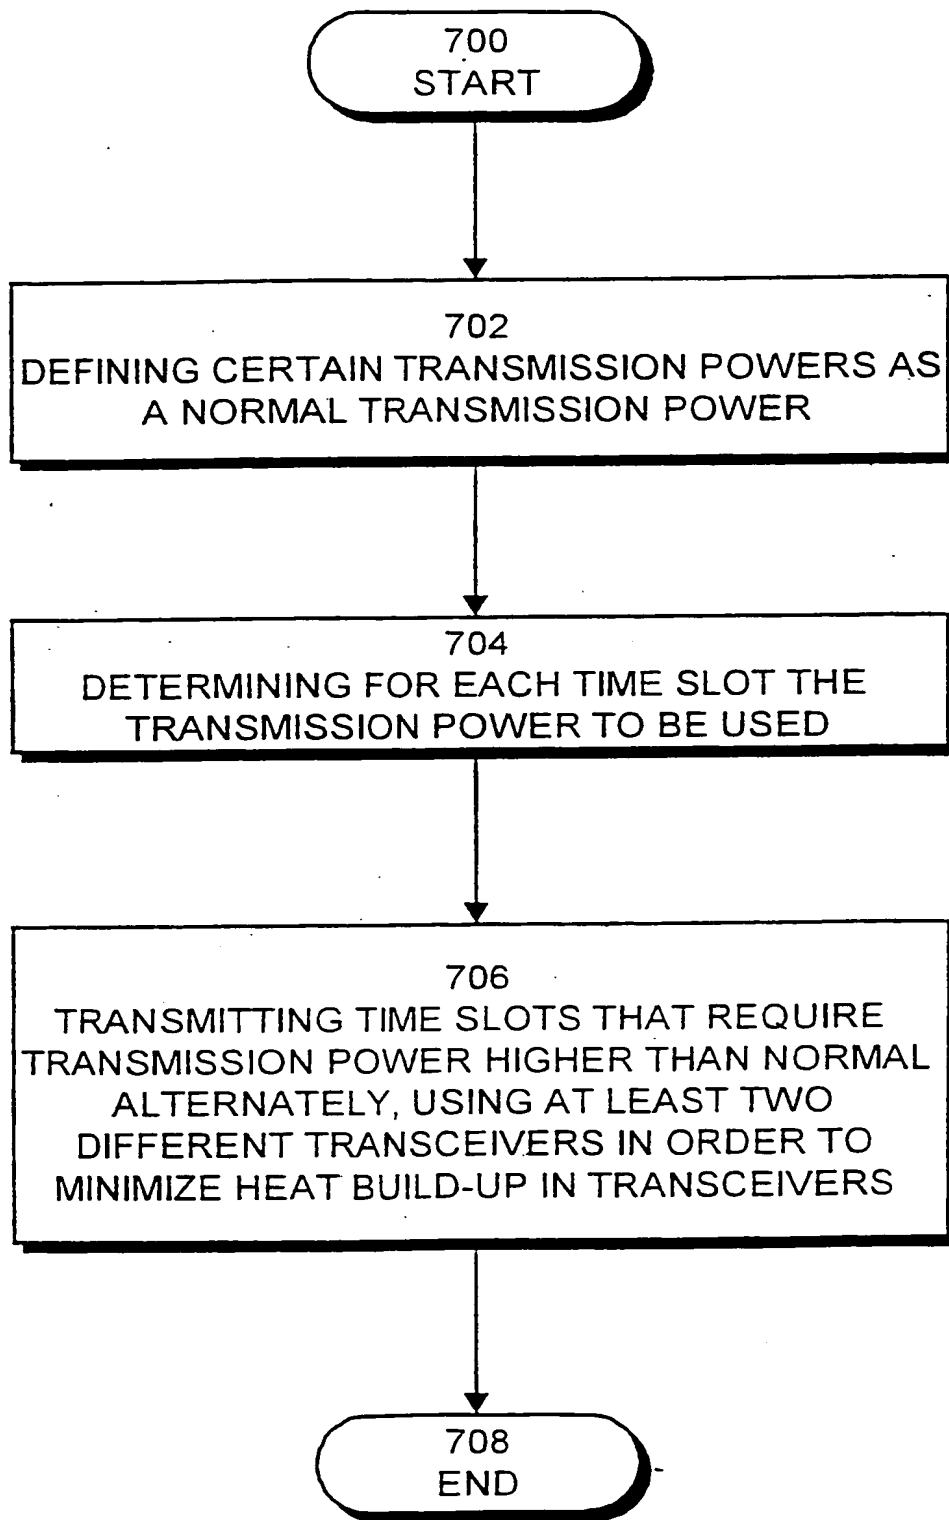 700
START
702
DEFINING CERTAIN TRANSMISSION POWERS AS
A NORMAL TRANSMISSION POWER
704
DETERMINING FOR EACH TIME SLOT THE
TRANSMISSION POWER TO BE USED
706
TRANSMITTING TIME SLOTS THAT REQUIRE
TRANSMISSION POWER HIGHER THAN NORMAL
ALTERNATELY, USING AT LEAST TWO
DIFFERENT TRANSCEIVERS IN ORDER TO
MINIMIZE HEAT BUILD-UP IN TRANSCEIVERS
708
END